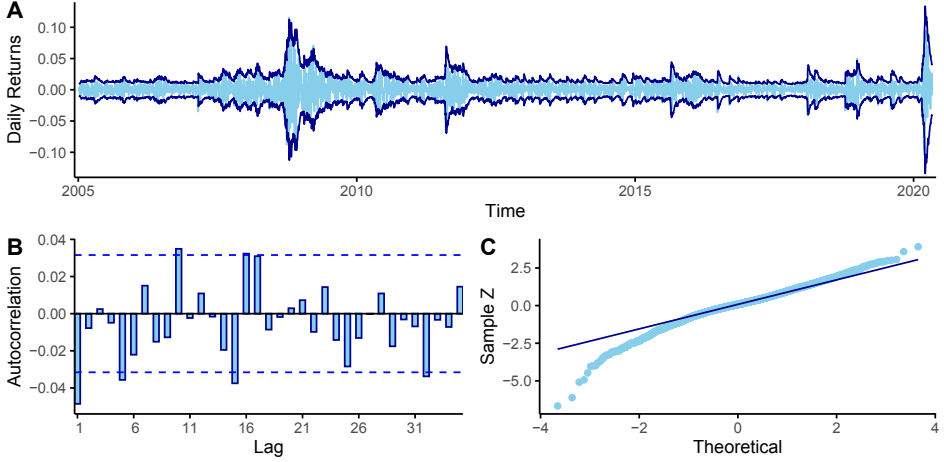 A
Daily Returns
0.10
0.05
0.00
−0.05
−0.10
2005 2010 2015 2020
Time
B
Autocorrelation
0.04
0.02
0.00
−0.02
−0.04
1 6 11 16 21 26 31
Lag
C
Sample Z
2.5
0.0
−2.5
−5.0
−4 −2 0 2 4
Theoretical